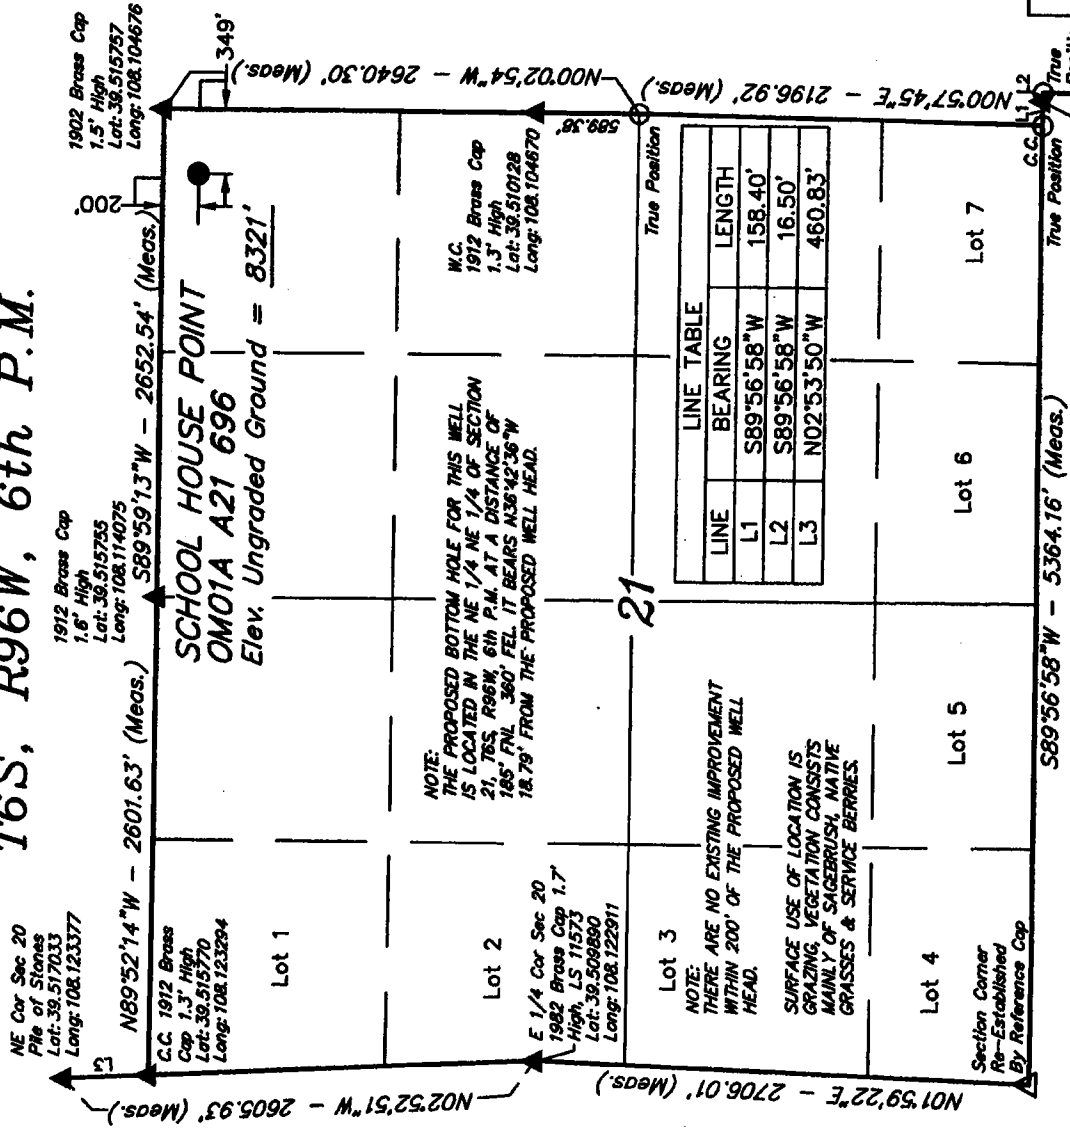 T6S, R96W, 6th P.M.
NE Cor Sec 20
Pile of Stones
Lat: 39.517033
Long: 108.123377
1912 Brass Cap
1.6' High
Lat: 39.515755
Long: 108.114075
1902 Brass Cap
1.5' High
Lat: 39.515757
Long: 108.104676
N89°52'14"W - 2601.63' (Meas.)
S89°59'13"W - 2652.54' (Meas.)
200'
349'
L3
C.C. 1912 Brass
Cap 1.3' High
Lat: 39.515770
Long: 108.123294
SCHOOL HOUSE POINT
OM01A A21 696
Elev. Ungraded Ground = 8321'
Lot 1
N02°52'51"W - 2605.93' (Meas.)
N00°02'54"W - 2640.30' (Meas.)
NOTE:
THE PROPOSED BOTTOM HOLE FOR THIS WELL
IS LOCATED IN THE NE 1/4 NE 1/4 OF SECTION
21, T6S, R96W, 6th P.M. AT A DISTANCE OF
185' FNL 360' FEL. IT BEARS N36°42'36"W
18.79' FROM THE PROPOSED WELL HEAD.
W.C.
1912 Brass Cap
1.3' High
Lat: 39.510128
Long: 108.104670
589.38'
Lot 2
E 1/4 Cor Sec 20
1982 Brass Cap 1.7'
High, LS 11573
Lat: 39.509890
Long: 108.122911
21
True Position
Lot 3
NOTE:
THERE ARE NO EXISTING IMPROVEMENT
WITHIN 200' OF THE PROPOSED WELL
HEAD.
SURFACE USE OF LOCATION IS
GRAZING, VEGETATION CONSISTS
MAINLY OF SAGEBRUSH, NATIVE
GRASSES & SERVICE BERRIES.
LINE TABLE
LINE BEARING LENGTH
L1 S89°56'58"W 158.40'
L2 S89°56'58"W 16.50'
L3 N02°53'50"W 460.83'
N01°59'22"E - 2706.01' (Meas.)
N00°57'45"E - 2196.92' (Meas.)
Lot 4
Lot 5
Lot 6
Lot 7
Section Corner
Re-Established
By Reference Cap
S89°56'58"W - 5364.16' (Meas.)
C.C.
L1
L2
True Position
True